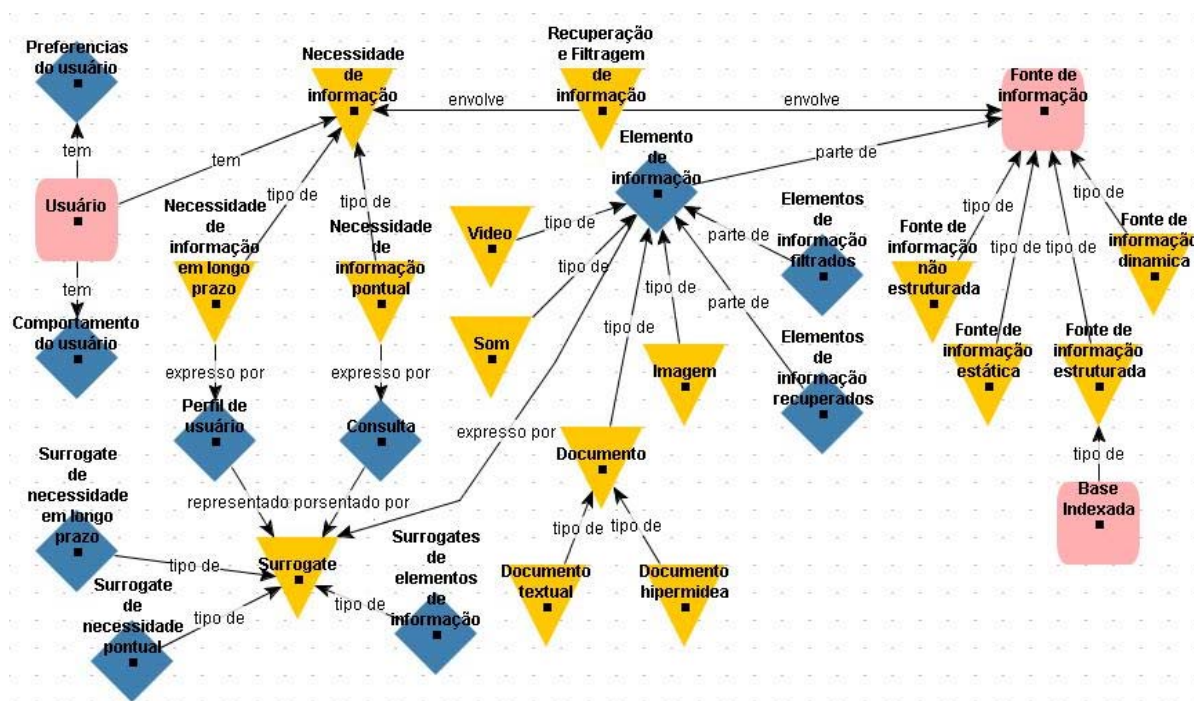 Preferencias
do usuário
Necessidade
de
informação
Recuperação
e Filtragem
de
informação
Fonte de
informação
envolve
envolve
tem
tem
Elemento
de
informação
parte de
Usuário
tipo de
tipo de
Necessidade
de
informação
em longo
prazo
Necessidade
de
informação
pontual
Video
tipo de
tipo de
Elementos
de
informação
filtrados
parte de
tipo de
Fonte de
informação
não
estruturada
tipo de
tipo de
tipo de
Fonte de
informação
dinamica
tem
Comportamento
do usuário
tipo de
parte de
tipo de
Som
Imagem
Elementos
de
informação
recuperados
Fonte de
informação
estática
Fonte de
informação
estruturada
expresso por
expresso por
Perfil de
usuário
Consulta
expresso por
Documento
tipo de
Base
Indexada
Surrogate
de
necessidade
em longo
prazo
representado porsentado por
tipo de
tipo de
Surrogate
tipo de
Surrogates
de
elementos
de
informação
tipo de
Documento
textual
Documento
hipermidea
Surrogate
de
necessidade
pontual
tipo de